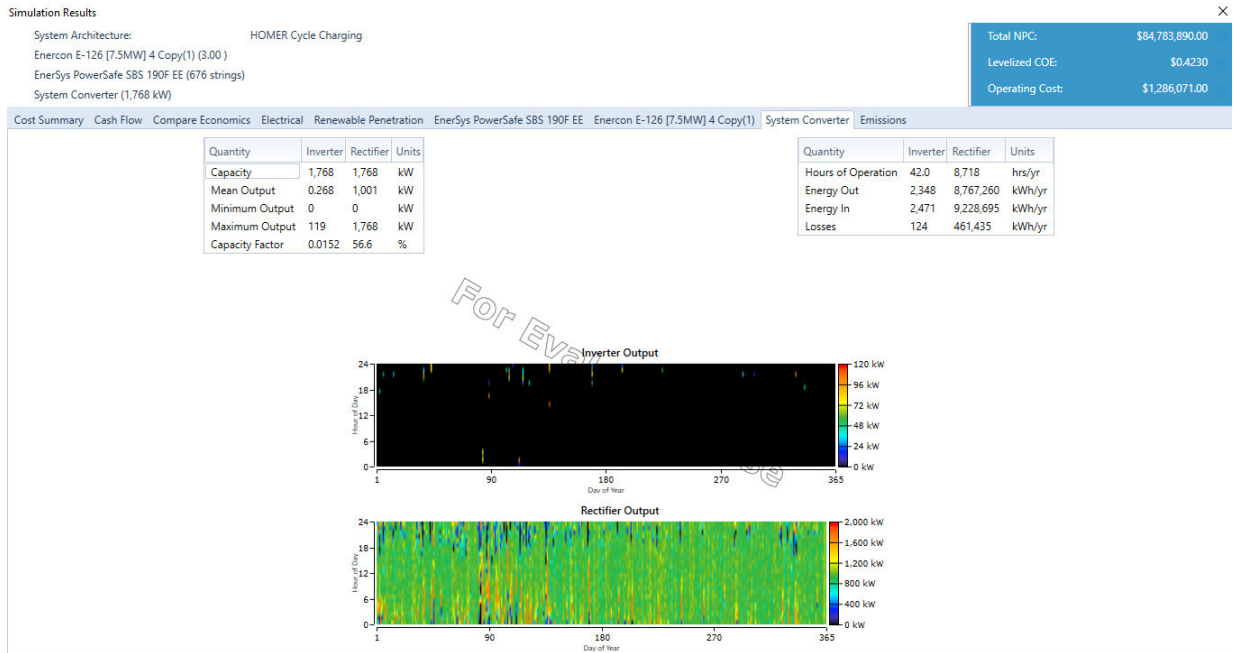 Simulation Results
System Architecture: HOMER Cycle Charging
Enercon E-126 [7.5MW] 4 Copy(1) (3.00 )
EnerSys PowerSafe SBS 190F EE (676 strings)
System Converter (1,768 kW)
Total NPC: $84,783,890.00
Levelized COE: $0.4230
Operating Cost: $1,286,071.00
Cost Summary Cash Flow Compare Economics Electrical Renewable Penetration EnerSys PowerSafe SBS 190F EE Enercon E-126 [7.5MW] 4 Copy(1) System Converter Emissions
Quantity Inverter Rectifier Units
Capacity 1,768 1,768 kW
Mean Output 0.268 1,001 kW
Minimum Output 0 0 kW
Maximum Output 119 1,768 kW
Capacity Factor 0.0152 56.6 %
Quantity Inverter Rectifier Units
Hours of Operation 42.0 8,718 hrs/yr
Energy Out 2,348 8,767,260 kWh/yr
Energy In 2,471 9,228,695 kWh/yr
Losses 124 461,435 kWh/yr
For Eva
Inverter Output
24
18
12
6
0
Hour of Day
1 90 180 270 365
Day of Year
120 kW
96 kW
72 kW
48 kW
24 kW
0 kW
Rectifier Output
24
18
12
6
0
Hour of Day
1 90 180 270 365
Day of Year
2,000 kW
1,600 kW
1,200 kW
800 kW
400 kW
0 kW